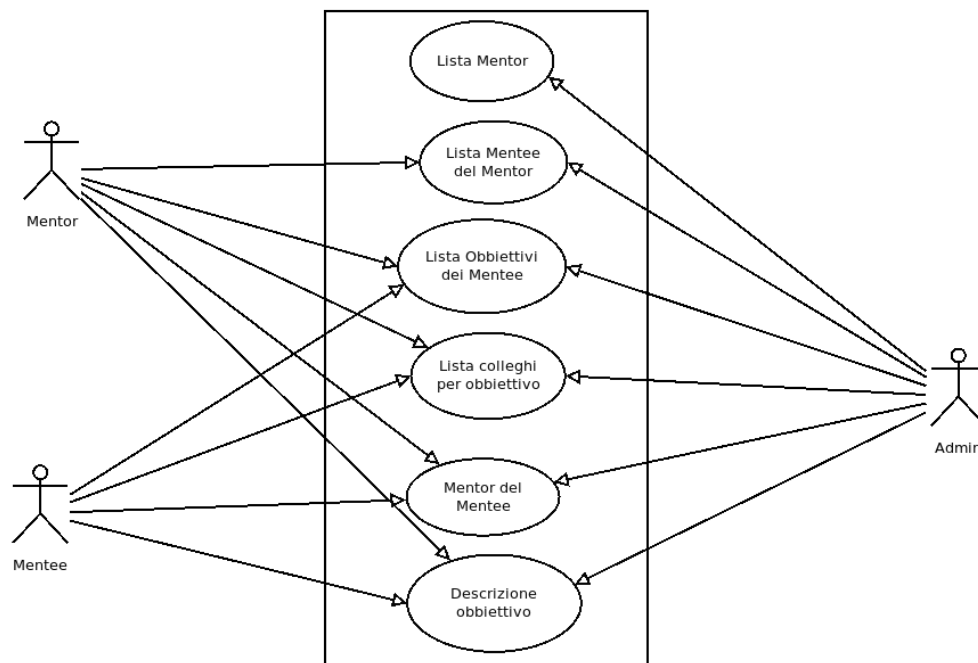 Lista Mentor
Lista Mentee
del Mentor
Mentor
Lista Obbiettivi
dei Mentee
Lista colleghi
per obbiettivo
Admin
Mentor del
Mentee
Mentee
Descrizione
obbiettivo